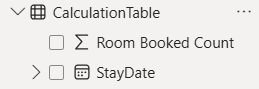 CalculationTable
Room Booked Count
StayDate